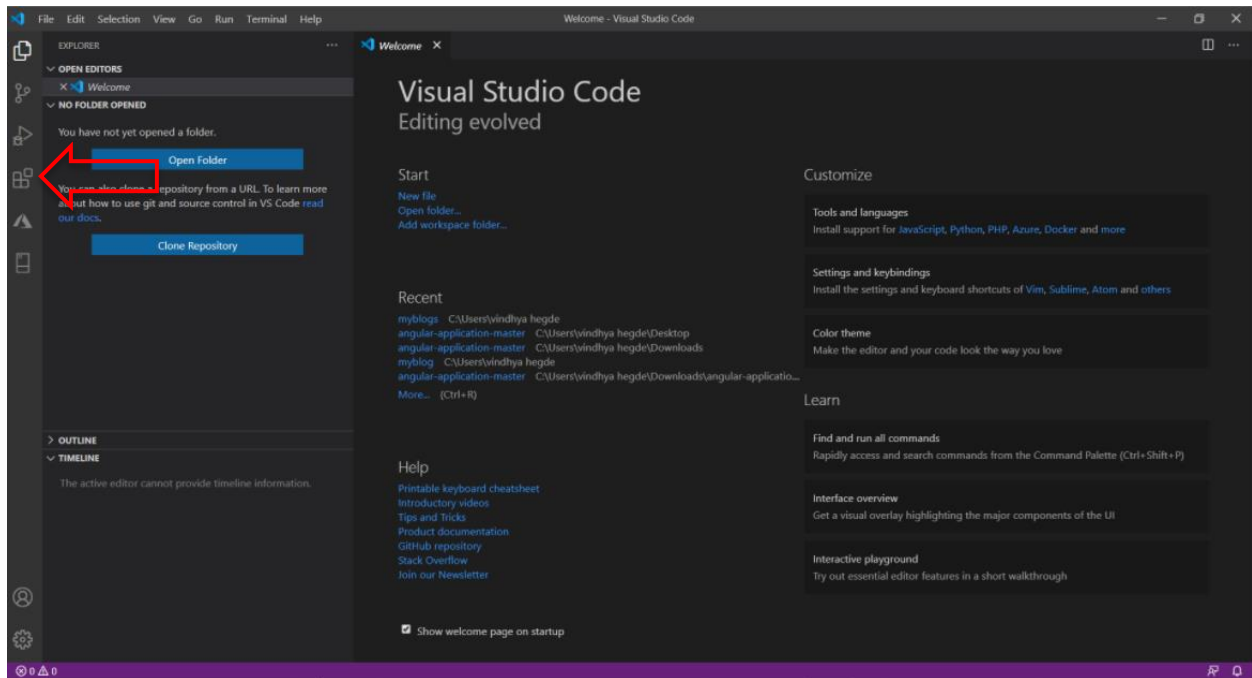 File Edit Selection View Go Run Terminal Help
Welcome - Visual Studio Code
EXPLORER
OPEN EDITORS
Welcome
NO FOLDER OPENED
You have not yet opened a folder.
Open Folder
You can also clone a repository from a URL. To learn more
about how to use git and source control in VS Code read
our docs.
Clone Repository
OUTLINE
TIMELINE
The active editor cannot provide timeline information.
Welcome
Visual Studio Code
Editing evolved
Start
New file
Open folder...
Add workspace folder...
Recent
myblogs C:\Users\vindhya hegde
angular-application-master C:\Users\vindhya hegde\Desktop
angular-application-master C:\Users\vindhya hegde\Downloads
myblog C:\Users\vindhya hegde
angular-application-master C:\Users\vindhya hegde\Downloads\angular-applicatio...
More... (Ctrl+R)
Help
Printable keyboard cheatsheet
Introductory videos
Tips and Tricks
Product documentation
GitHub repository
Stack Overflow
Join our Newsletter
Show welcome page on startup
Customize
Tools and languages
Install support for JavaScript, Python, PHP, Azure, Docker and more
Settings and keybindings
Install the settings and keyboard shortcuts of Vim, Sublime, Atom and others
Color theme
Make the editor and your code look the way you love
Learn
Find and run all commands
Rapidly access and search commands from the Command Palette (Ctrl+Shift+P)
Interface overview
Get a visual overlay highlighting the major components of the UI
Interactive playground
Try out essential editor features in a short walkthrough
0 0